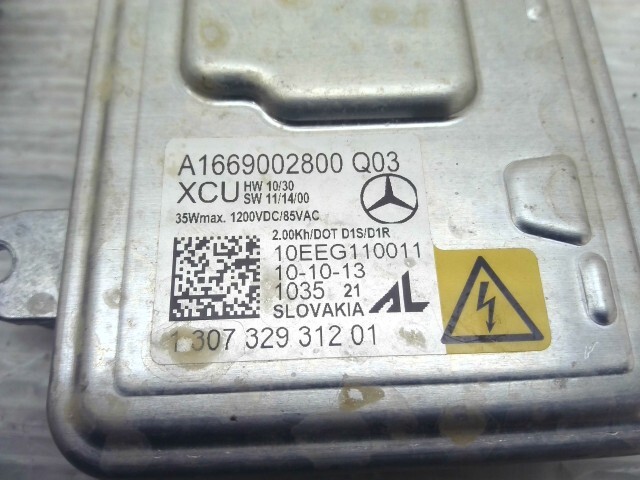 A1669002800 Q03
XCU HW 10/30
SW 11/14/00
35Wmax. 1200VDC/85VAC
2.00Kh/DOT D1S/D1R
10EEG110011
10-10-13
1035 21
SLOVAKIA AL
1 307 329 312 01